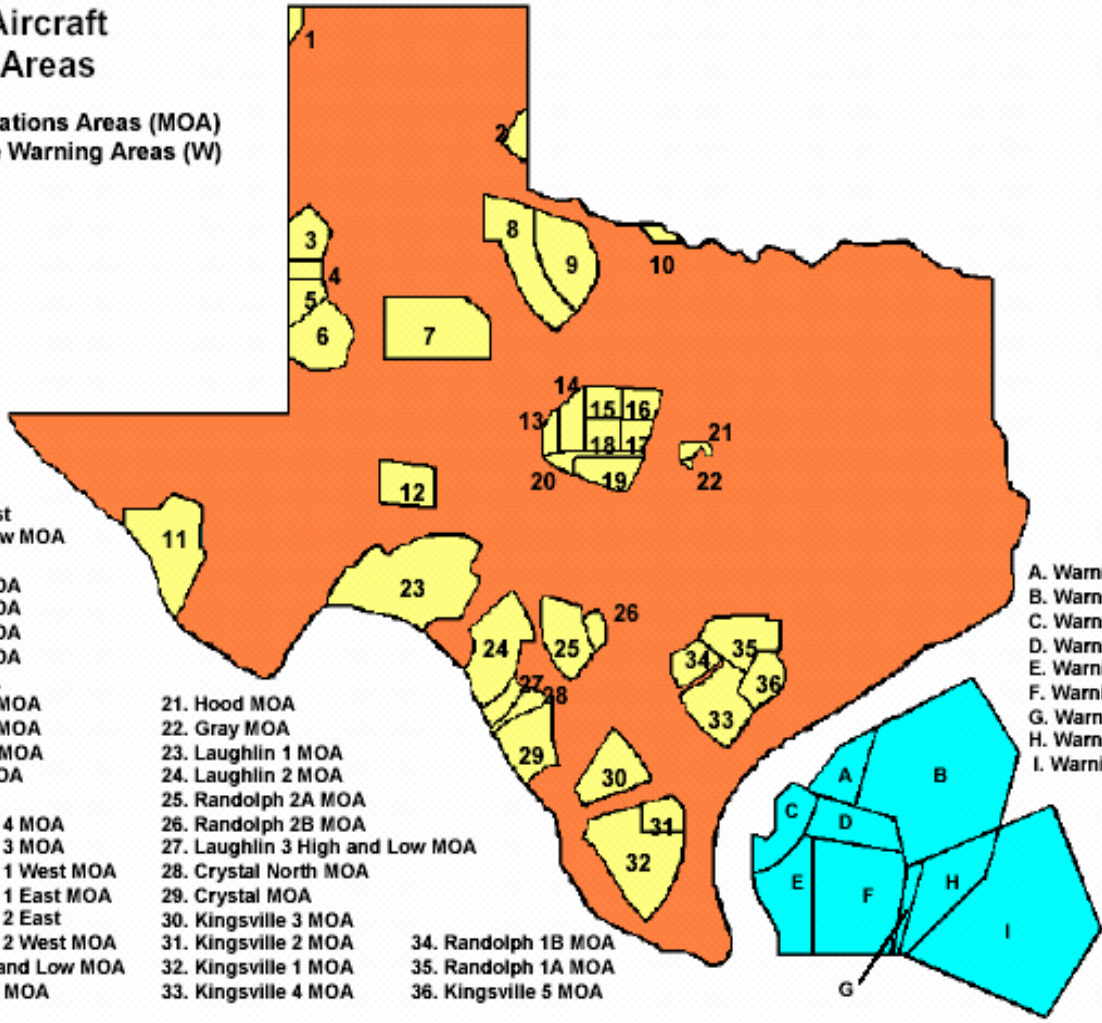 Aircraft
Areas
ations Areas (MOA)
e Warning Areas (W)
1
2
3
4
5
6
7
8
9
10
11
12
13
14
15
16
17
18
19
20
21
22
23
24
25
26
27
28
29
30
31
32
33
34
35
36
st
w MOA
OA
OA
OA
OA
MOA
MOA
MOA
OA
4 MOA
3 MOA
1 West MOA
1 East MOA
2 East
2 West MOA
and Low MOA
MOA
21. Hood MOA
22. Gray MOA
23. Laughlin 1 MOA
24. Laughlin 2 MOA
25. Randolph 2A MOA
26. Randolph 2B MOA
27. Laughlin 3 High and Low MOA
28. Crystal North MOA
29. Crystal MOA
30. Kingsville 3 MOA
31. Kingsville 2 MOA
32. Kingsville 1 MOA
33. Kingsville 4 MOA
34. Randolph 1B MOA
35. Randolph 1A MOA
36. Kingsville 5 MOA
A. Warn
B. Warn
C. Warn
D. Warn
E. Warni
F. Warni
G. Warn
H. Warn
I. Warni
A
B
C
D
E
F
G
H
I